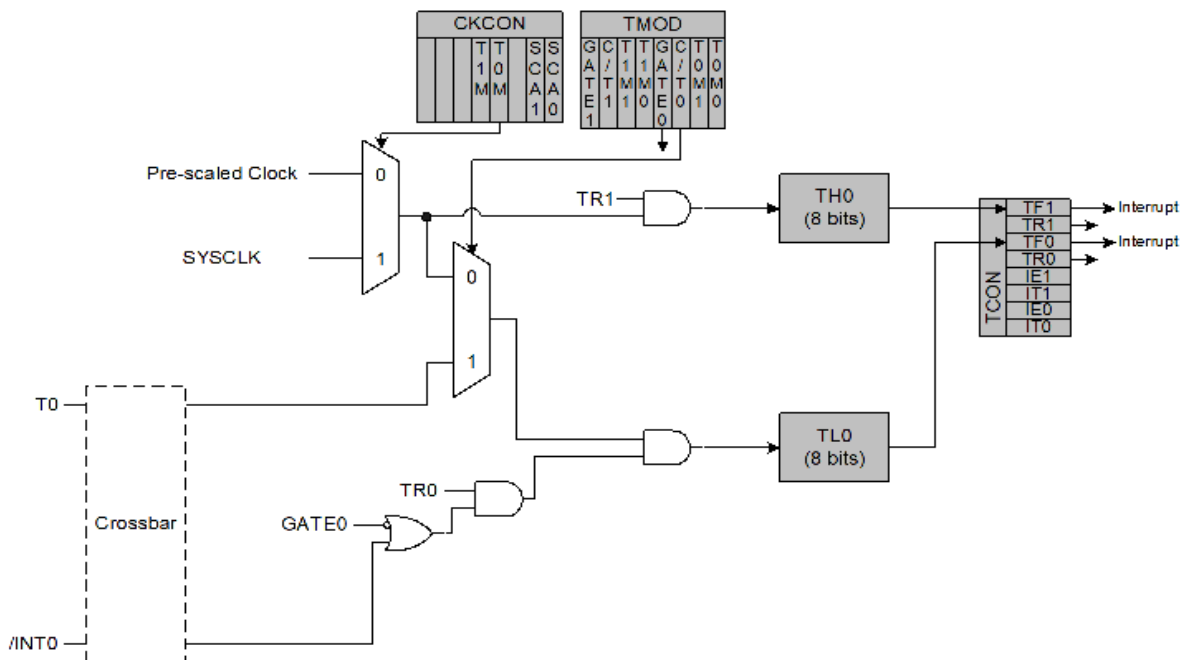 CKCON
T1M
T0M
SCA1
SCA0
TMOD
GATE1
C/T1
T1M1
T1M0
GATE0
C/T0
T0M1
T0M0
Pre-scaled Clock
0
SYSCLK
1
TR1
TH0
(8 bits)
TCON
TF1
TR1
TF0
TR0
IE1
IT1
IE0
IT0
Interrupt
Interrupt
0
1
T0
Crossbar
/INT0
TR0
GATE0
TL0
(8 bits)